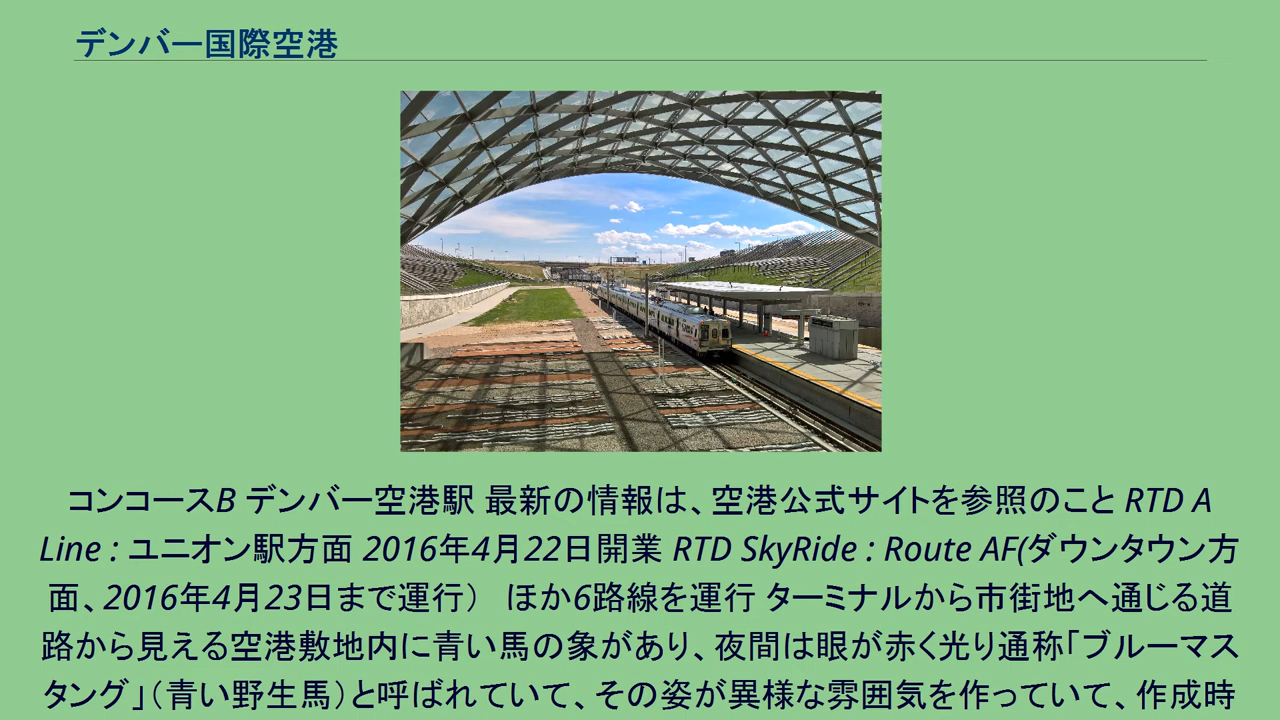 デンバー国際空港
コンコースB デンバー空港駅 最新の情報は、空港公式サイトを参照のこと RTD A
Line : ユニオン駅方面 2016年4月22日開業 RTD SkyRide : Route AF(ダウンタウン方
面、2016年4月23日まで運行） ほか6路線を運行 ターミナルから市街地へ通じる道
路から見える空港敷地内に青い馬の象があり、夜間は眼が赤く光り通称「ブルーマス
タング」（青い野生馬）と呼ばれていて、その姿が異様な雰囲気を作っていて、作成時